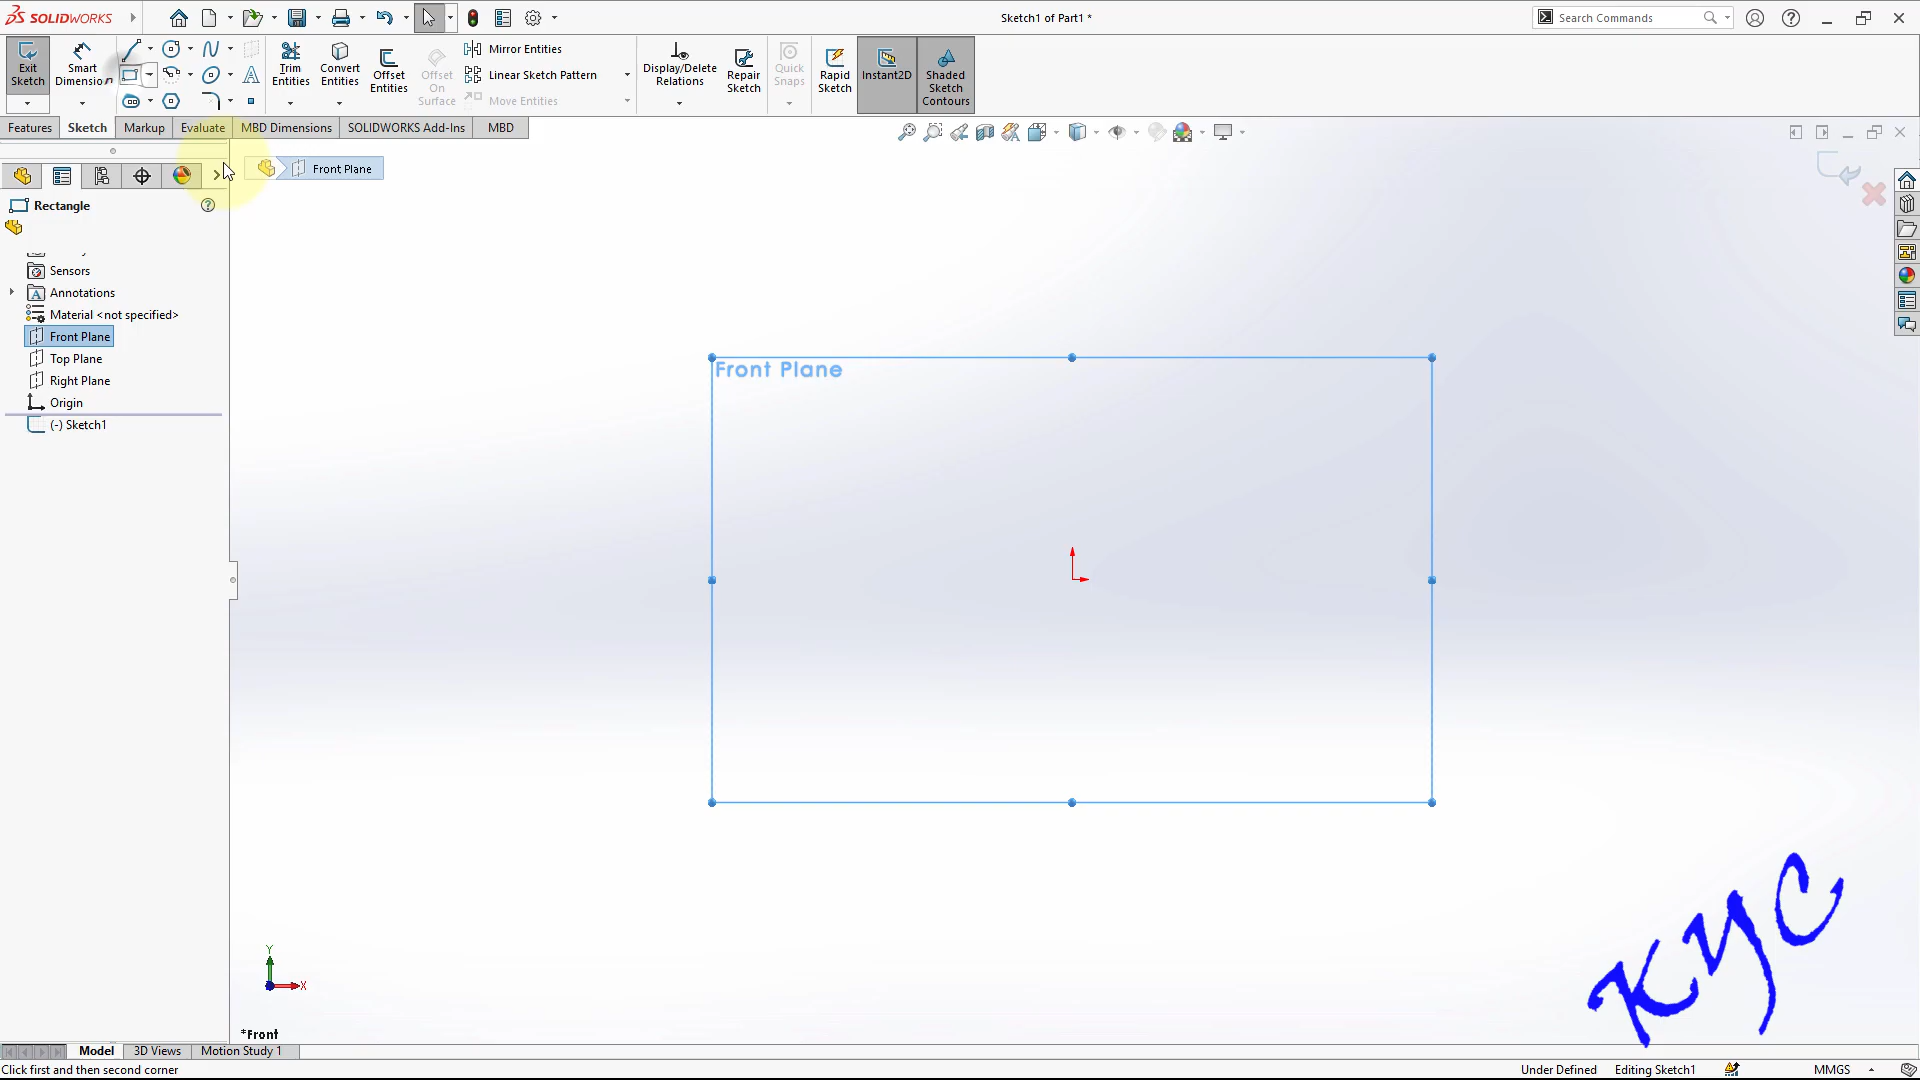 SOLIDWORKS
Sketch1 of Part1 *
Search Commands
Exit Sketch
Smart Dimension
Trim Entities
Convert Entities
Offset Entities
Offset On Surface
Mirror Entities
Linear Sketch Pattern
Move Entities
Display/Delete Relations
Repair Sketch
Quick Snaps
Rapid Sketch
Instant2D
Shaded Sketch Contours
Features
Sketch
Markup
Evaluate
MBD Dimensions
SOLIDWORKS Add-Ins
MBD
Front Plane
Rectangle
Sensors
Annotations
Material <not specified>
Front Plane
Top Plane
Right Plane
Origin
(-) Sketch1
Front Plane
Y
X
*Front
KYC
Model
3D Views
Motion Study 1
Click first and then second corner
Under Defined
Editing Sketch1
MMGS